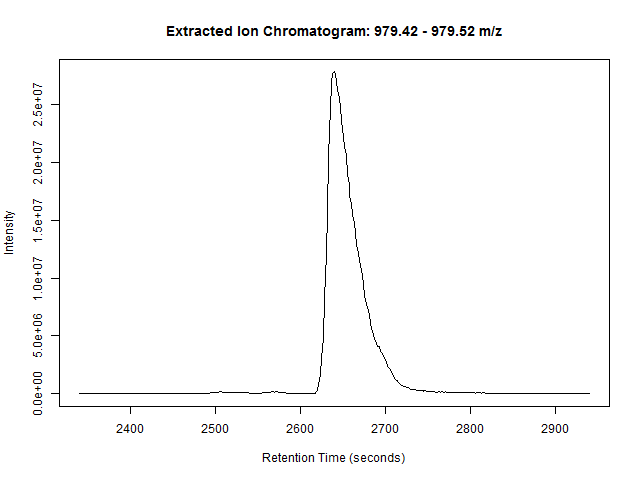 Extracted Ion Chromatogram: 979.42 - 979.52 m/z
Intensity
2.5e+07
2.0e+07
1.5e+07
1.0e+07
5.0e+06
0.0e+00
2400 2500 2600 2700 2800 2900
Retention Time (seconds)